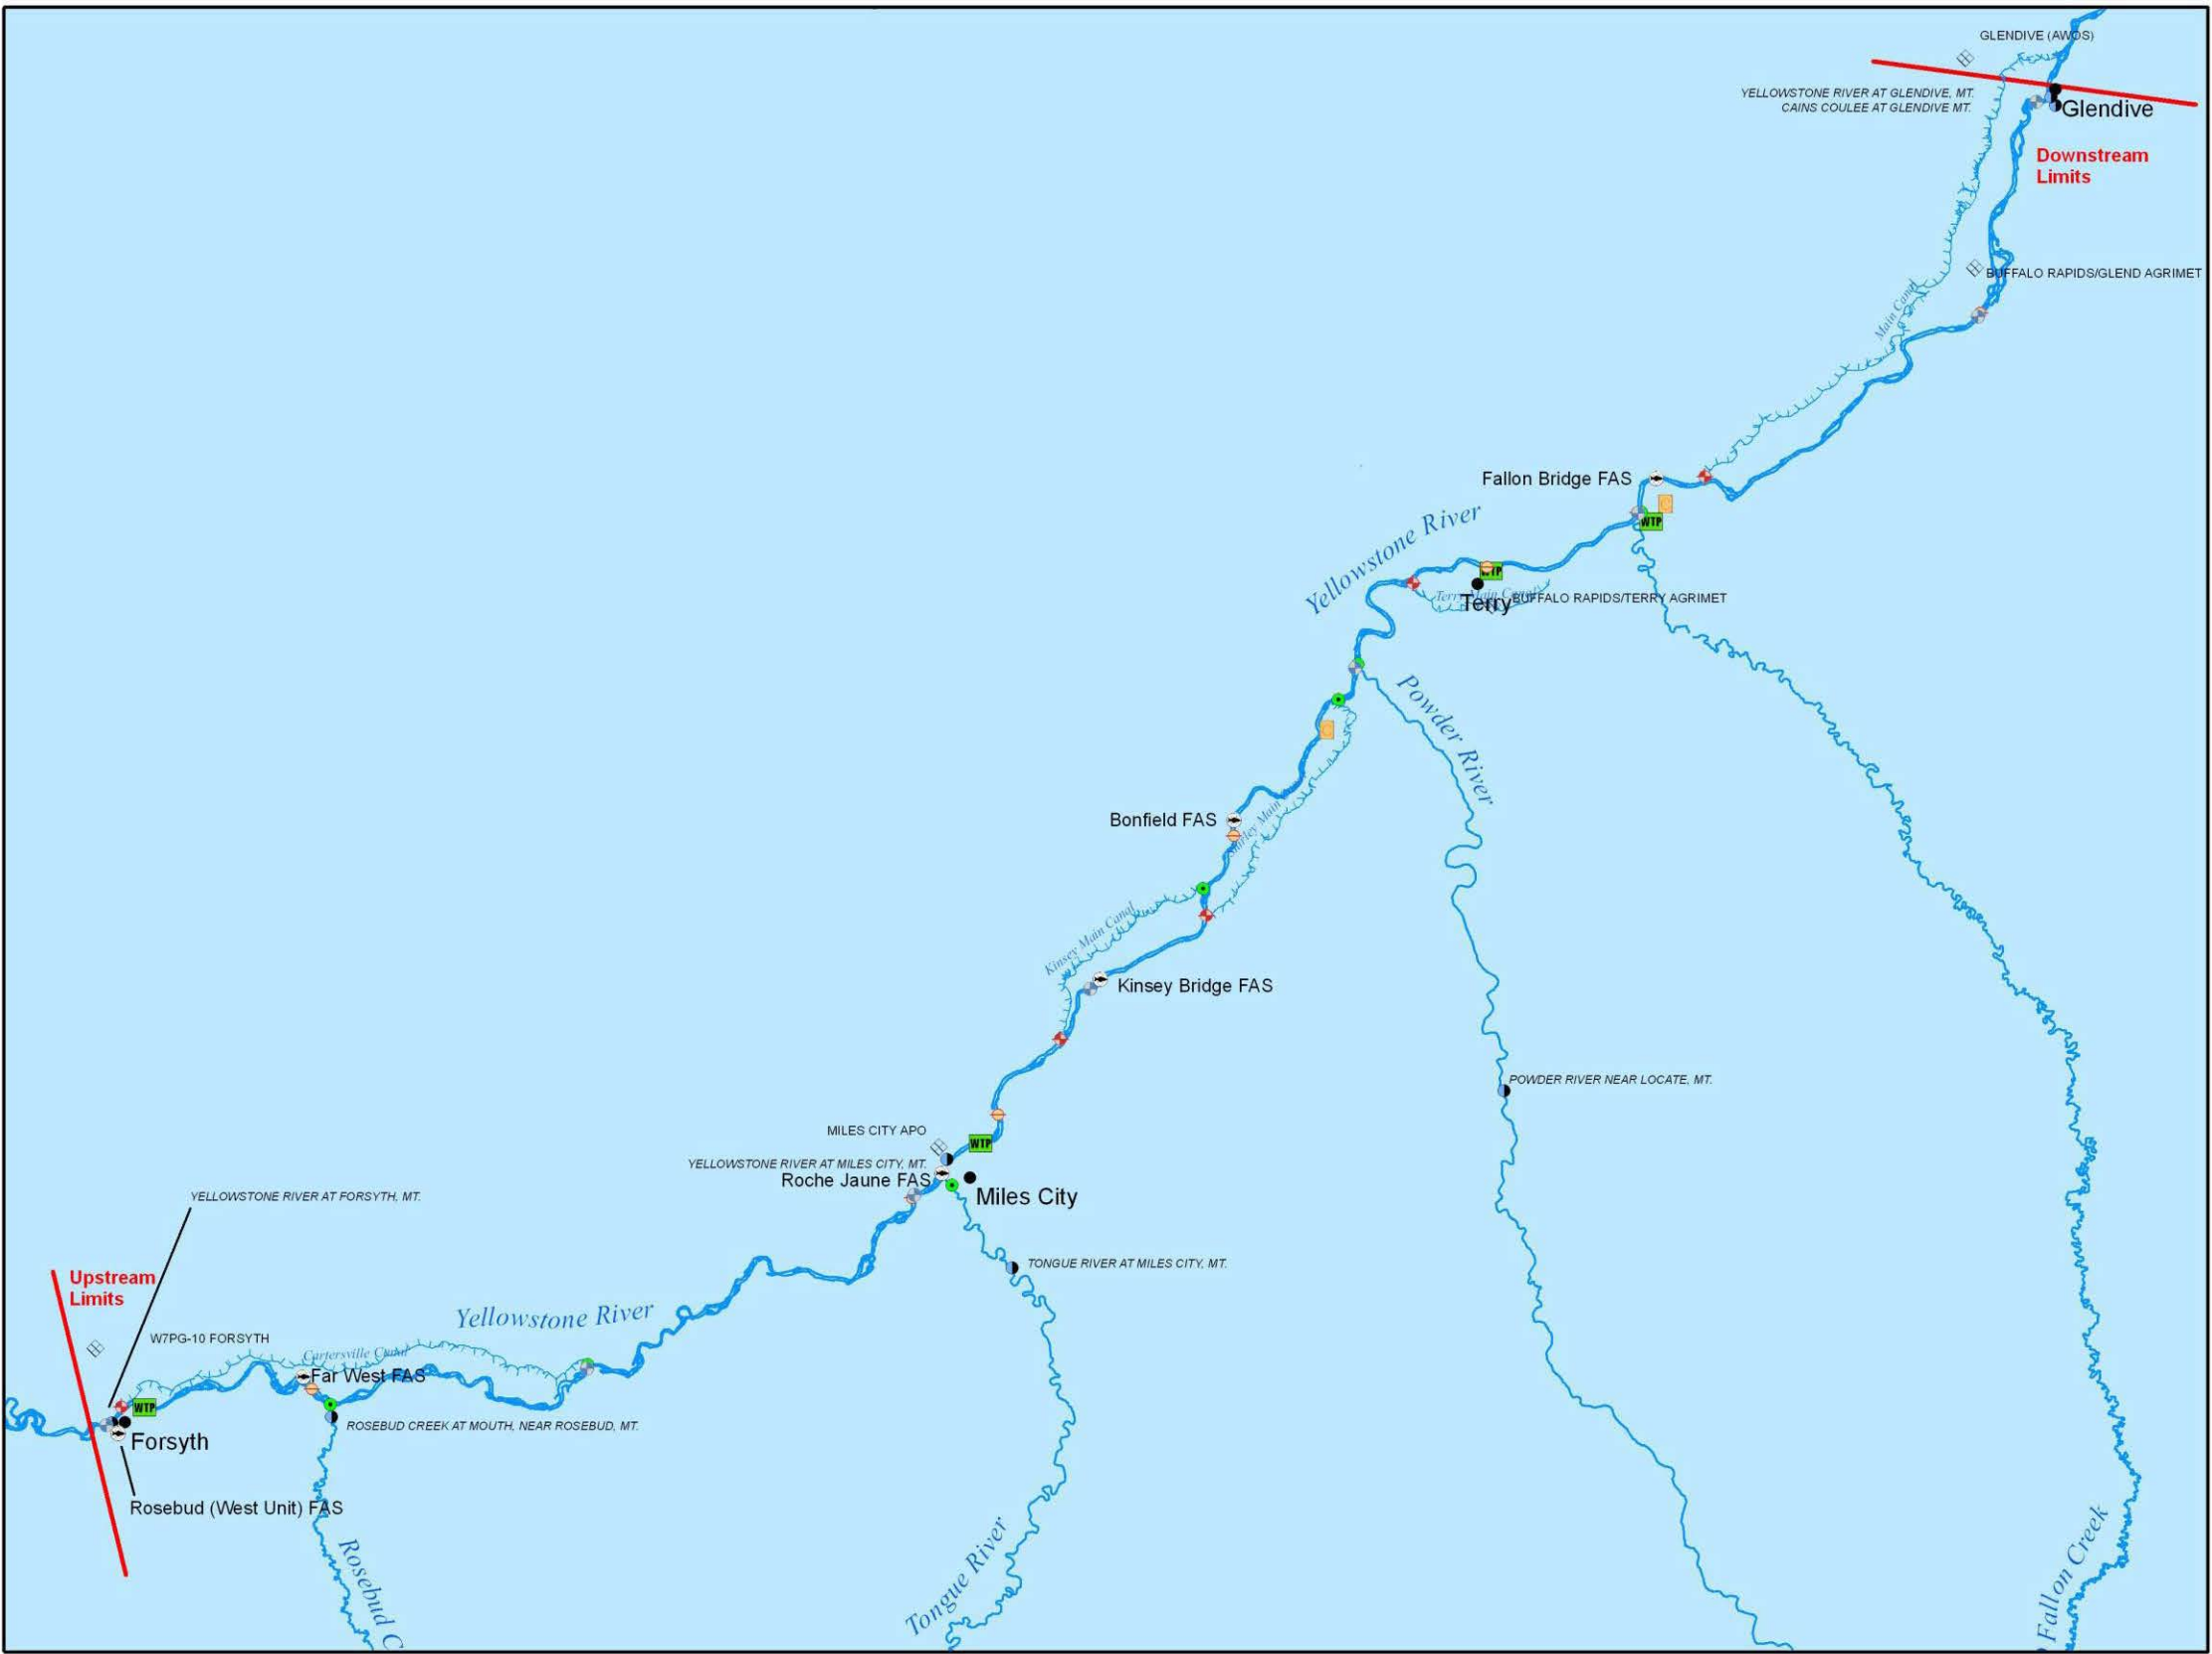 GLENDIVE (AWOS)
YELLOWSTONE RIVER AT GLENDIVE, MT.
CAINS COULEE AT GLENDIVE MT.
Glendive
Downstream
Limits
BUFFALO RAPIDS/GLEND AGRIMET
Main Canal
Fallon Bridge FAS
WTP
Yellowstone River
WTP
Terry Main Canal
Terry
BUFFALO RAPIDS/TERRY AGRIMET
Powder River
Bonfield FAS
Shirley Main
Kinsey Main Canal
Kinsey Bridge FAS
POWDER RIVER NEAR LOCATE, MT.
MILES CITY APO
WTP
YELLOWSTONE RIVER AT MILES CITY, MT.
Roche Jaune FAS
Miles City
YELLOWSTONE RIVER AT FORSYTH, MT.
TONGUE RIVER AT MILES CITY, MT.
Upstream
Limits
Yellowstone River
W7PG-10 FORSYTH
Cartersville Canal
Far West FAS
WTP
ROSEBUD CREEK AT MOUTH, NEAR ROSEBUD, MT.
Forsyth
Rosebud (West Unit) FAS
Rosebud C
Tongue River
Fallon Creek